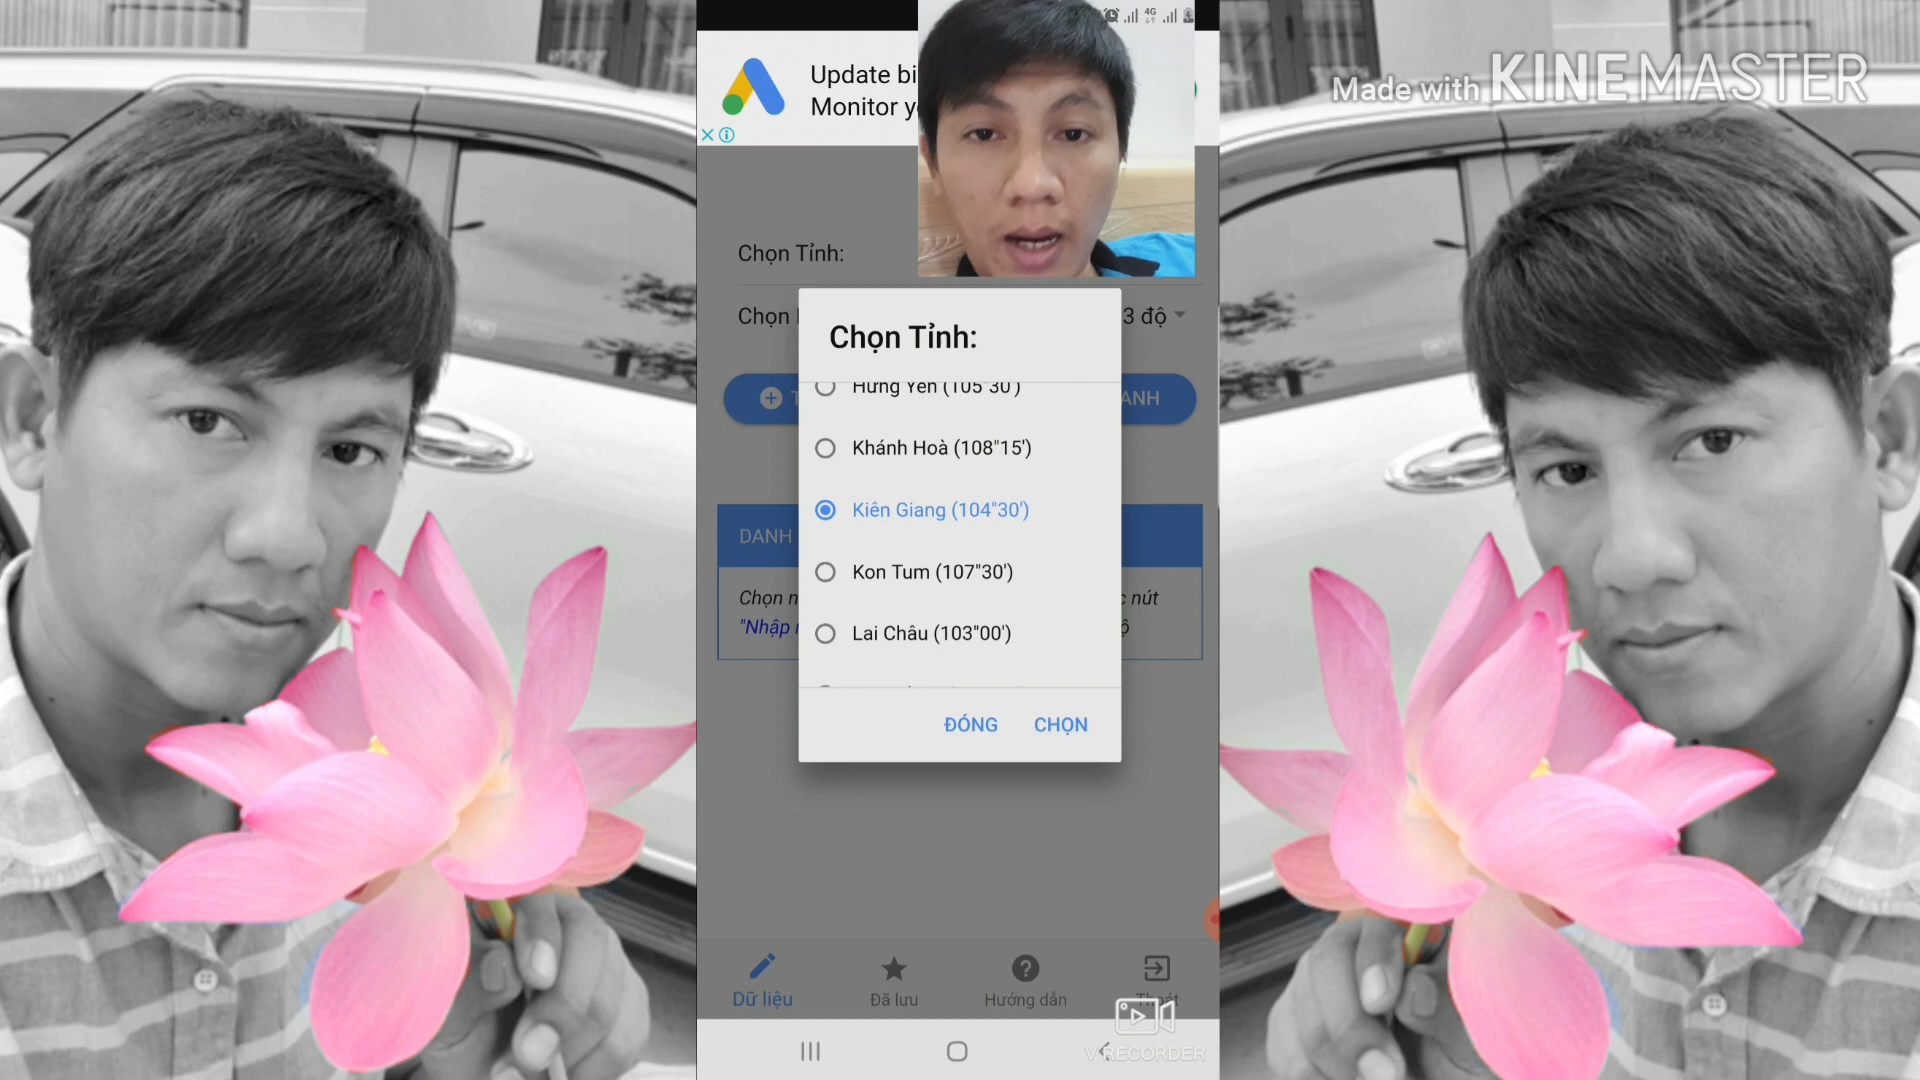 4G
Update bi
Monitor y
Made with KINEMASTER
Chọn Tỉnh:
Chọn
3 độ
Chọn Tỉnh:
Hưng Yên (105"30')
ANH
Khánh Hoà (108"15')
Kiên Giang (104"30')
DANH
Kon Tum (107"30')
Chọn n
c nút
"Nhập
Lai Châu (103"00')
ĐÓNG CHỌN
Dữ liệu
Đã lưu
Hướng dẫn
Thoát
V RECORDER